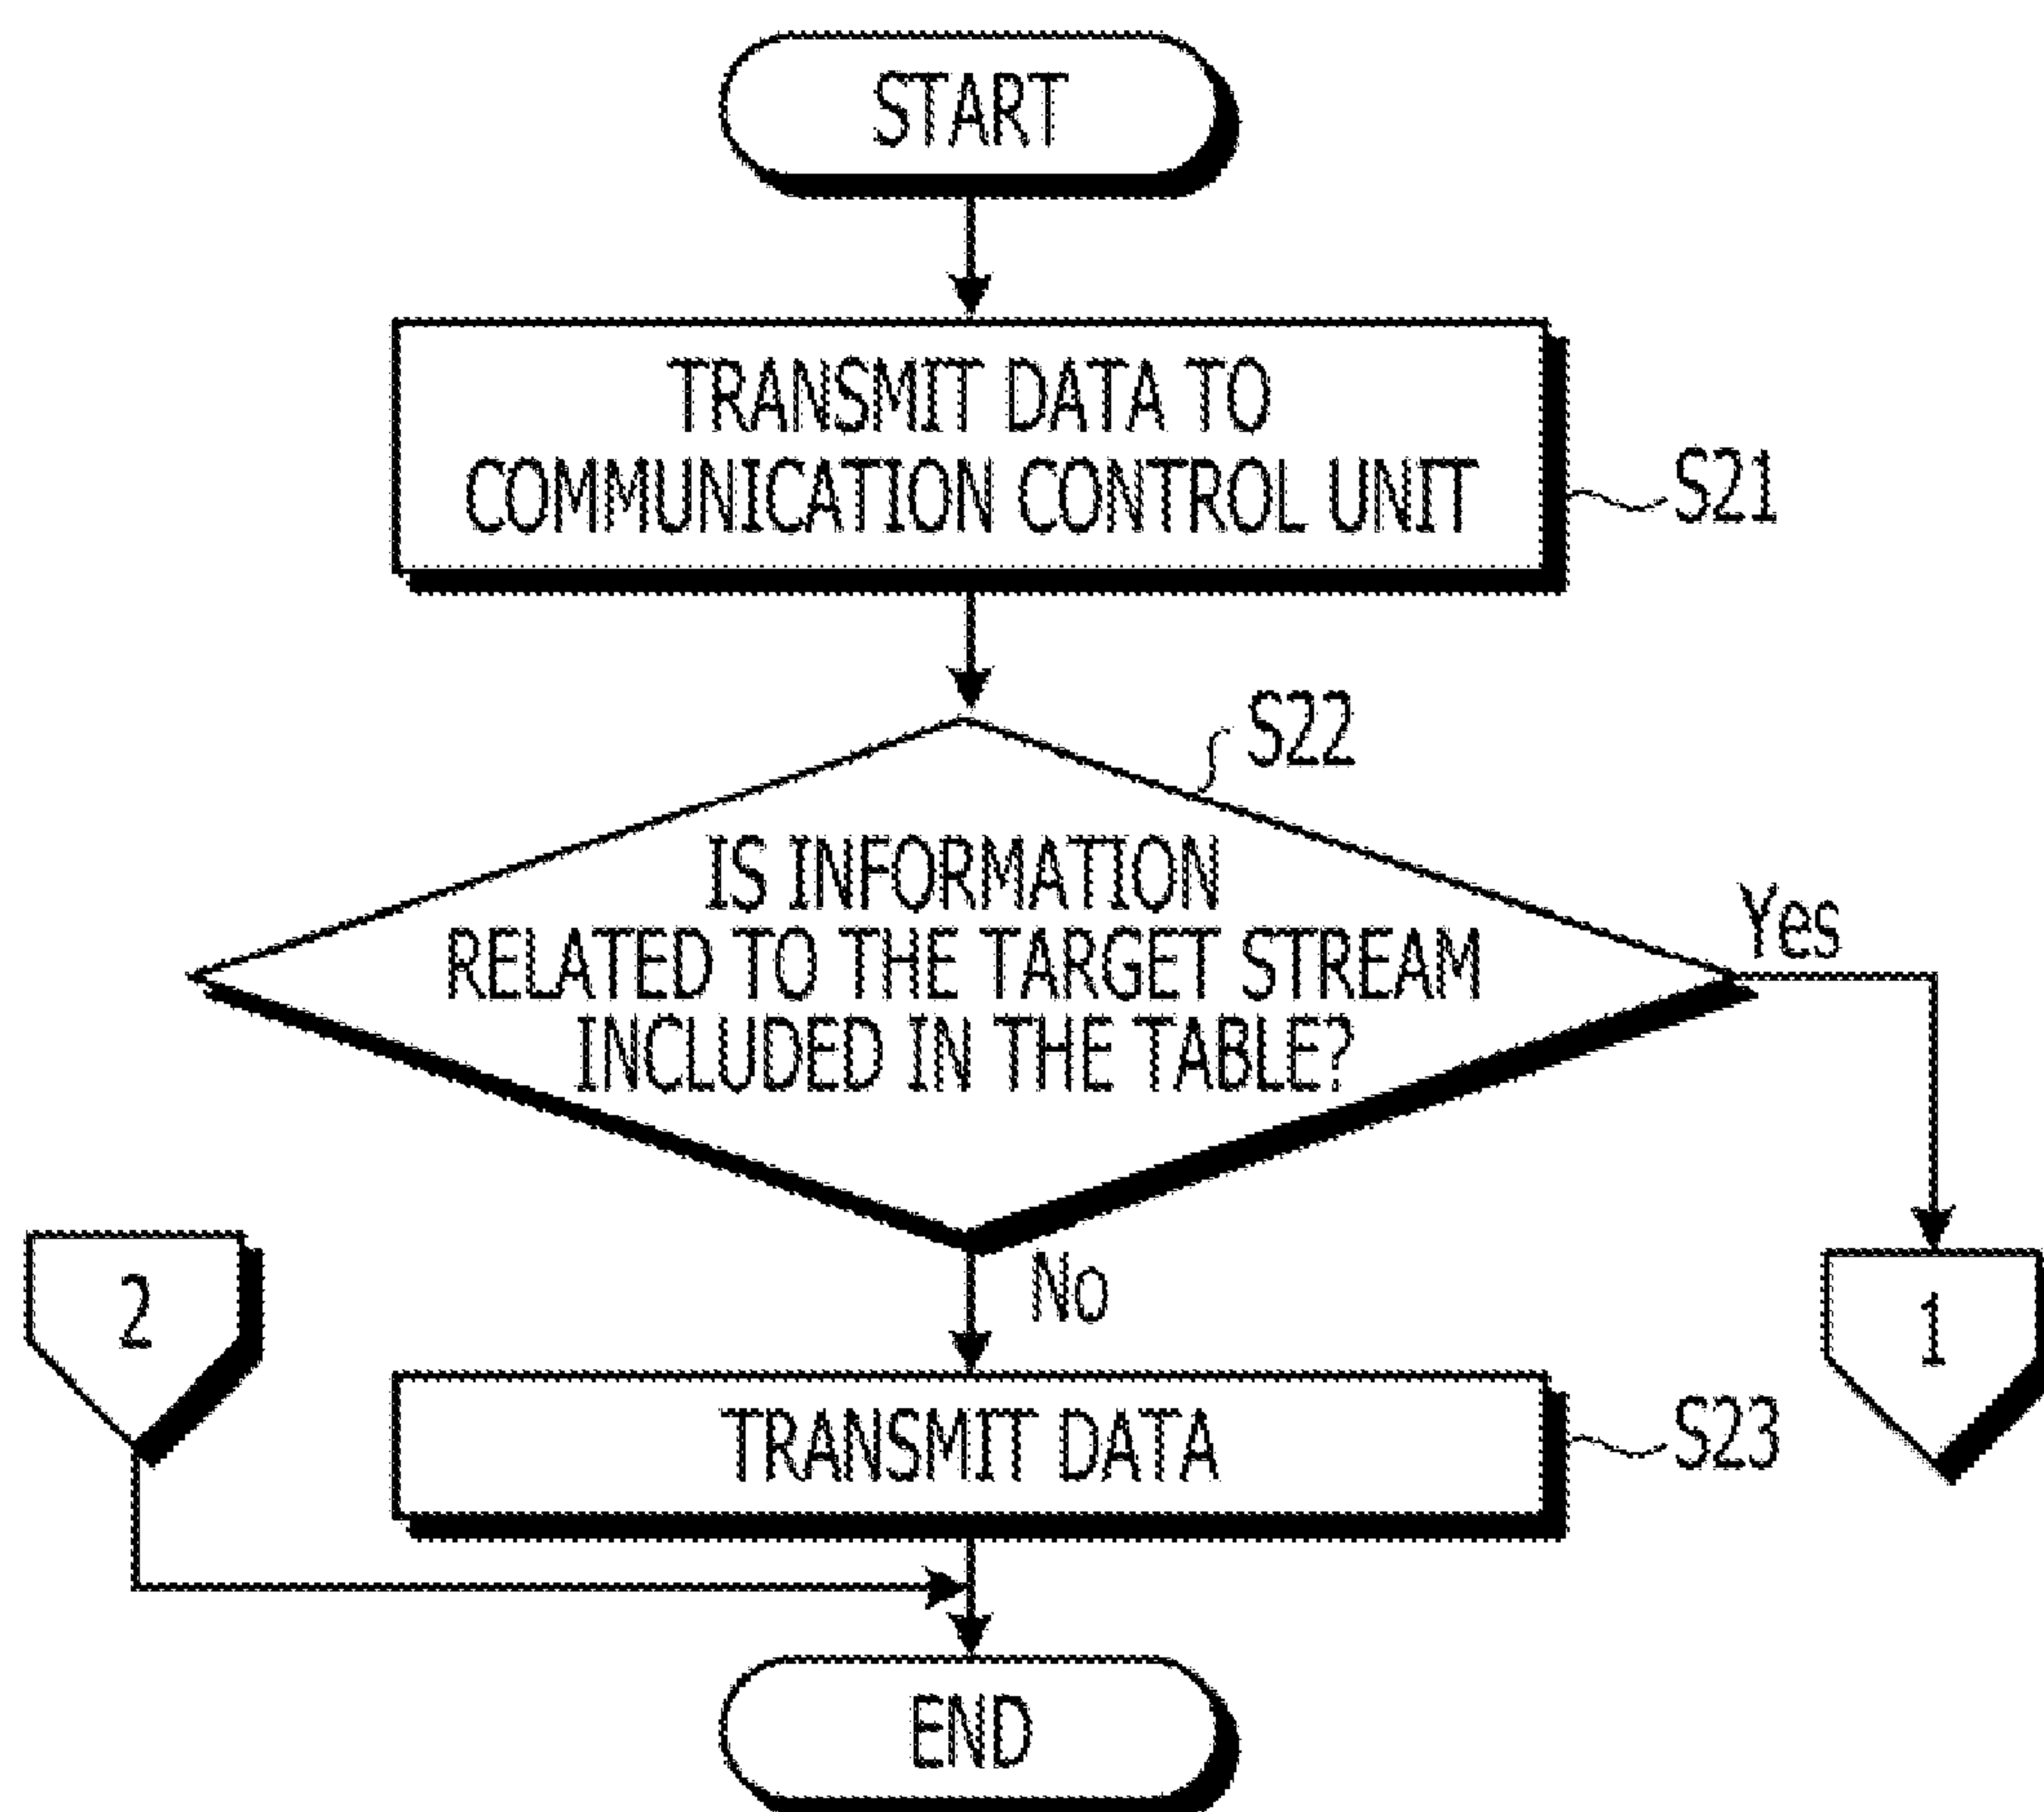 START
TRANSMIT DATA TO
COMMUNICATION CONTROL UNIT
S21
S22
IS INFORMATION
RELATED TO THE TARGET STREAM
INCLUDED IN THE TABLE?
Yes
No
2
1
TRANSMIT DATA
S23
END